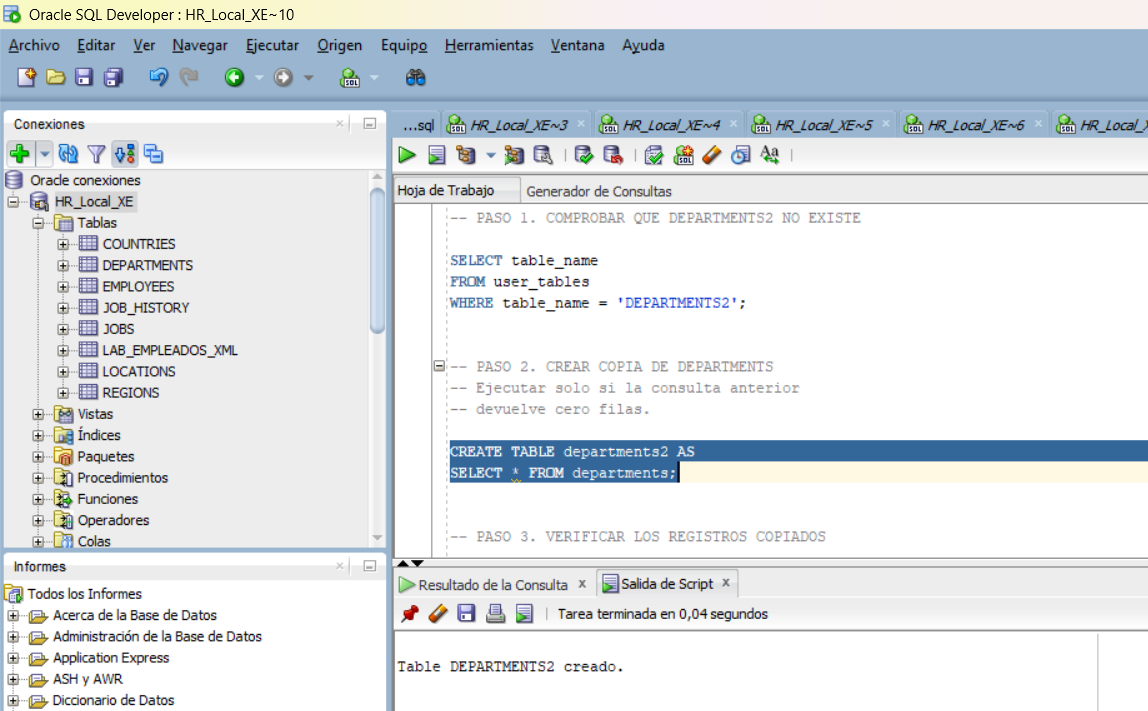 Oracle SQL Developer : HR_Local_XE~10
Archivo Editar Ver Navegar Ejecutar Origen Equipo Herramientas Ventana Ayuda
Conexiones
Oracle conexiones
HR_Local_XE
Tablas
COUNTRIES
DEPARTMENTS
EMPLOYEES
JOB_HISTORY
JOBS
LAB_EMPLEADOS_XML
LOCATIONS
REGIONS
Vistas
Índices
Paquetes
Procedimientos
Funciones
Operadores
Colas
Informes
Todos los Informes
Acerca de la Base de Datos
Administración de la Base de Datos
Application Express
ASH y AWR
Diccionario de Datos
...sql HR_Local_XE~3 HR_Local_XE~4 HR_Local_XE~5 HR_Local_XE~6 HR_Local_X
Aa
Hoja de Trabajo Generador de Consultas
-- PASO 1. COMPROBAR QUE DEPARTMENTS2 NO EXISTE
SELECT table_name
FROM user_tables
WHERE table_name = 'DEPARTMENTS2';
-- PASO 2. CREAR COPIA DE DEPARTMENTS
-- Ejecutar solo si la consulta anterior
-- devuelve cero filas.
CREATE TABLE departments2 AS
SELECT * FROM departments;
-- PASO 3. VERIFICAR LOS REGISTROS COPIADOS
Resultado de la Consulta Salida de Script
Tarea terminada en 0,04 segundos
Table DEPARTMENTS2 creado.